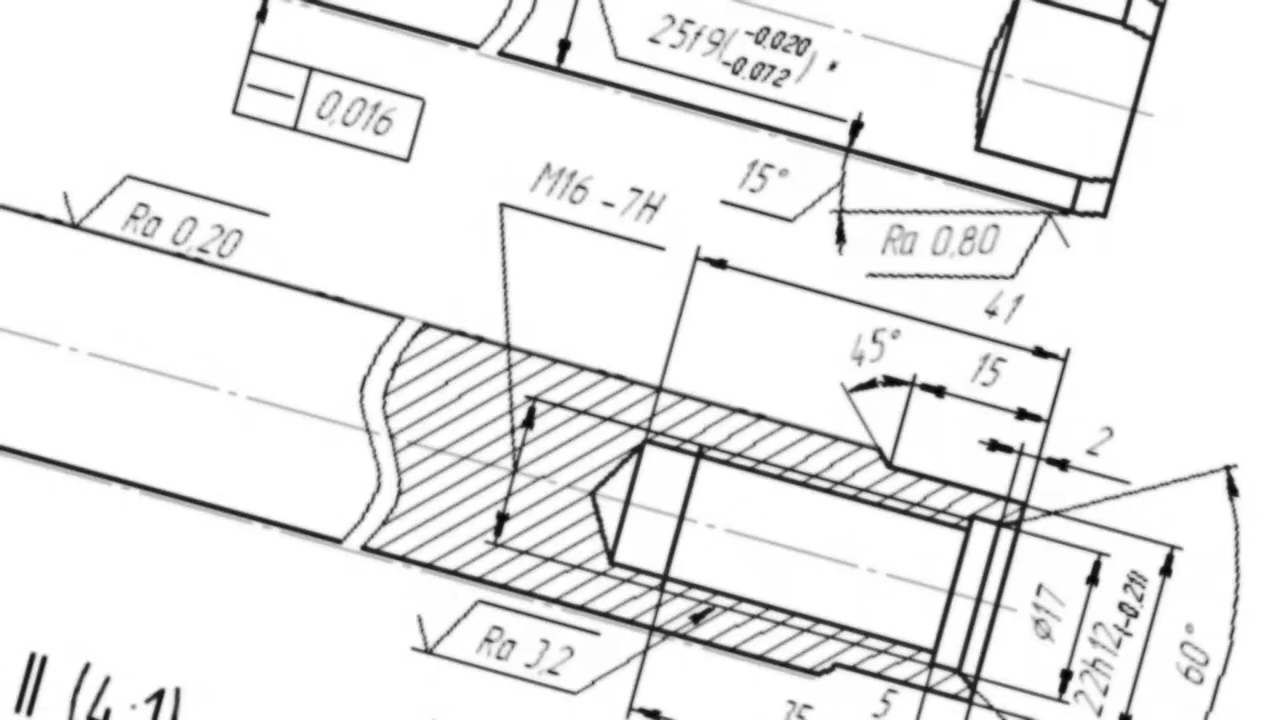 25f9(-0.020
-0.072) *
0,016
15°
M16 -7H
Ra 0,20
Ra 0,80
41
45°
15
2
Ø17
22h12(-0.211
60°
Ra 3,2
5
II (4:1)